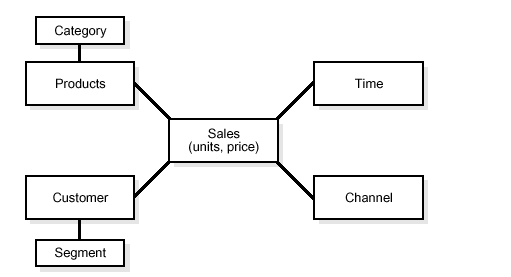 Category
Products
Time
Sales
(units, price)
Customer
Channel
Segment